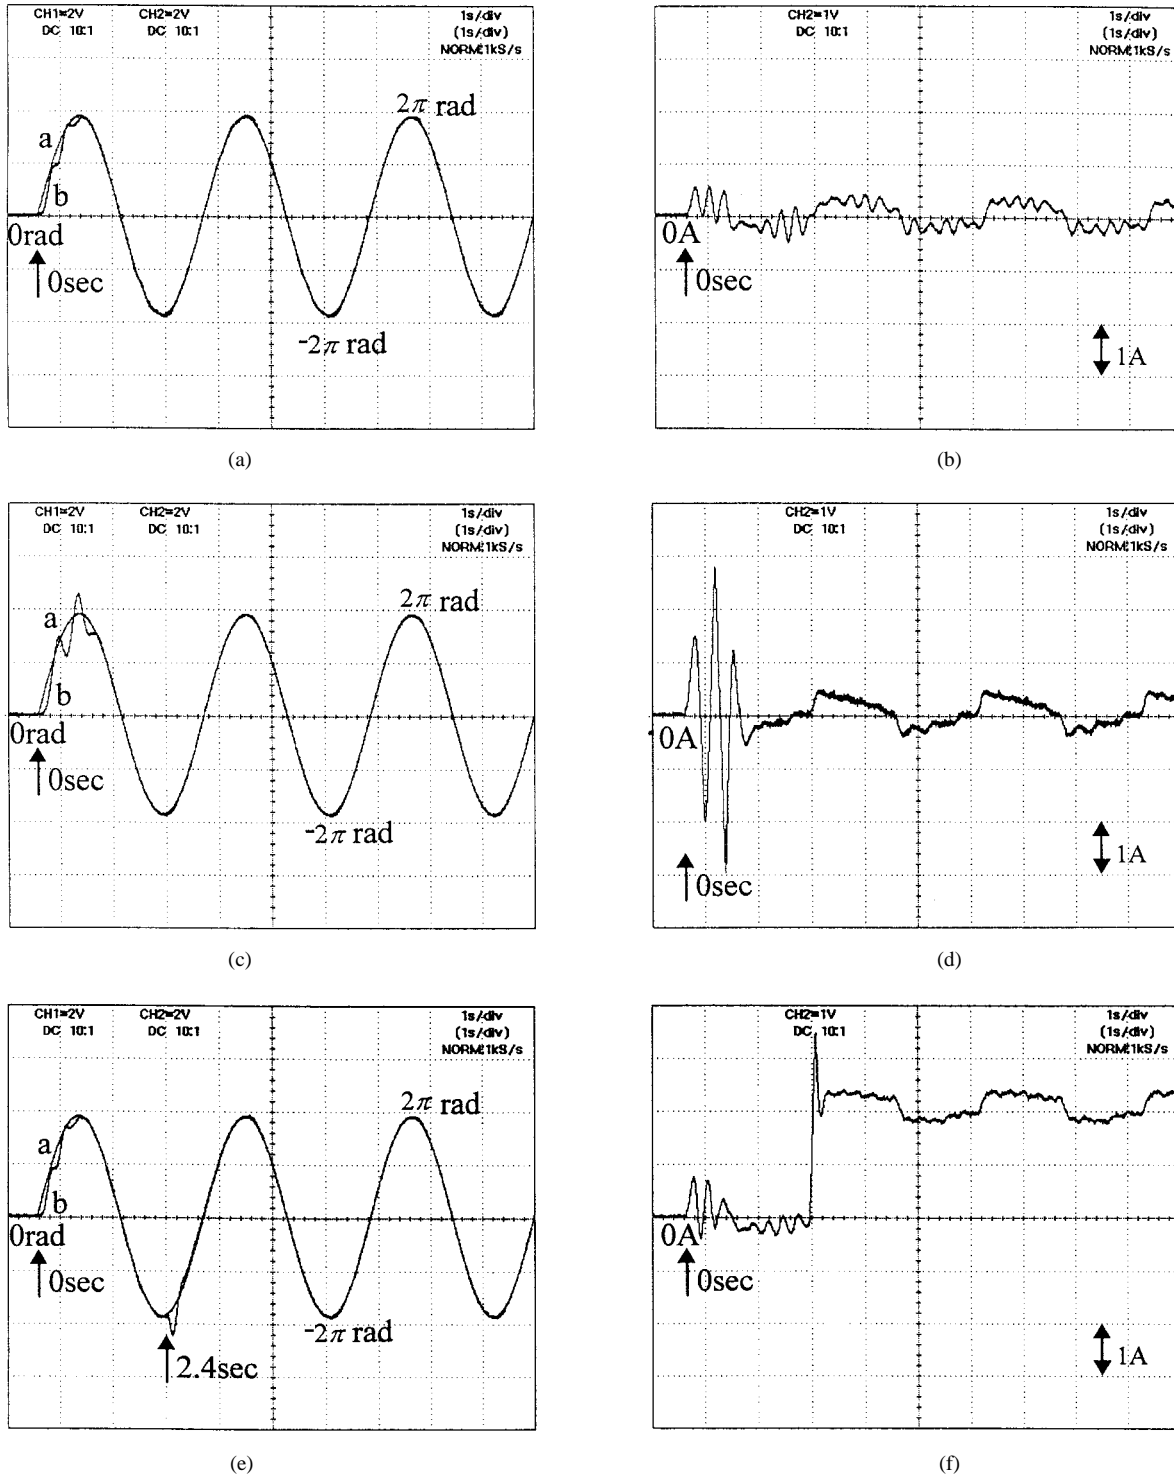 CH1=2V CH2=2V 1s/div
DC 10:1 DC 10:1 (1s/div)
NORM:1kS/s
2π rad
a
b
0rad
0sec
-2π rad
(a)
CH2=1V 1s/div
DC 10:1 (1s/div)
NORM:1kS/s
0A
0sec
1A
(b)
CH1=2V CH2=2V 1s/div
DC 10:1 DC 10:1 (1s/div)
NORM:1kS/s
2π rad
a
b
0rad
0sec
-2π rad
(c)
CH2=1V 1s/div
DC 10:1 (1s/div)
NORM:1kS/s
0A
0sec
1A
(d)
CH1=2V CH2=2V 1s/div
DC 10:1 DC 10:1 (1s/div)
NORM:1kS/s
2π rad
a
b
0rad
0sec
-2π rad
2.4sec
(e)
CH2=1V 1s/div
DC 10:1 (1s/div)
NORM:1kS/s
0A
0sec
1A
(f)